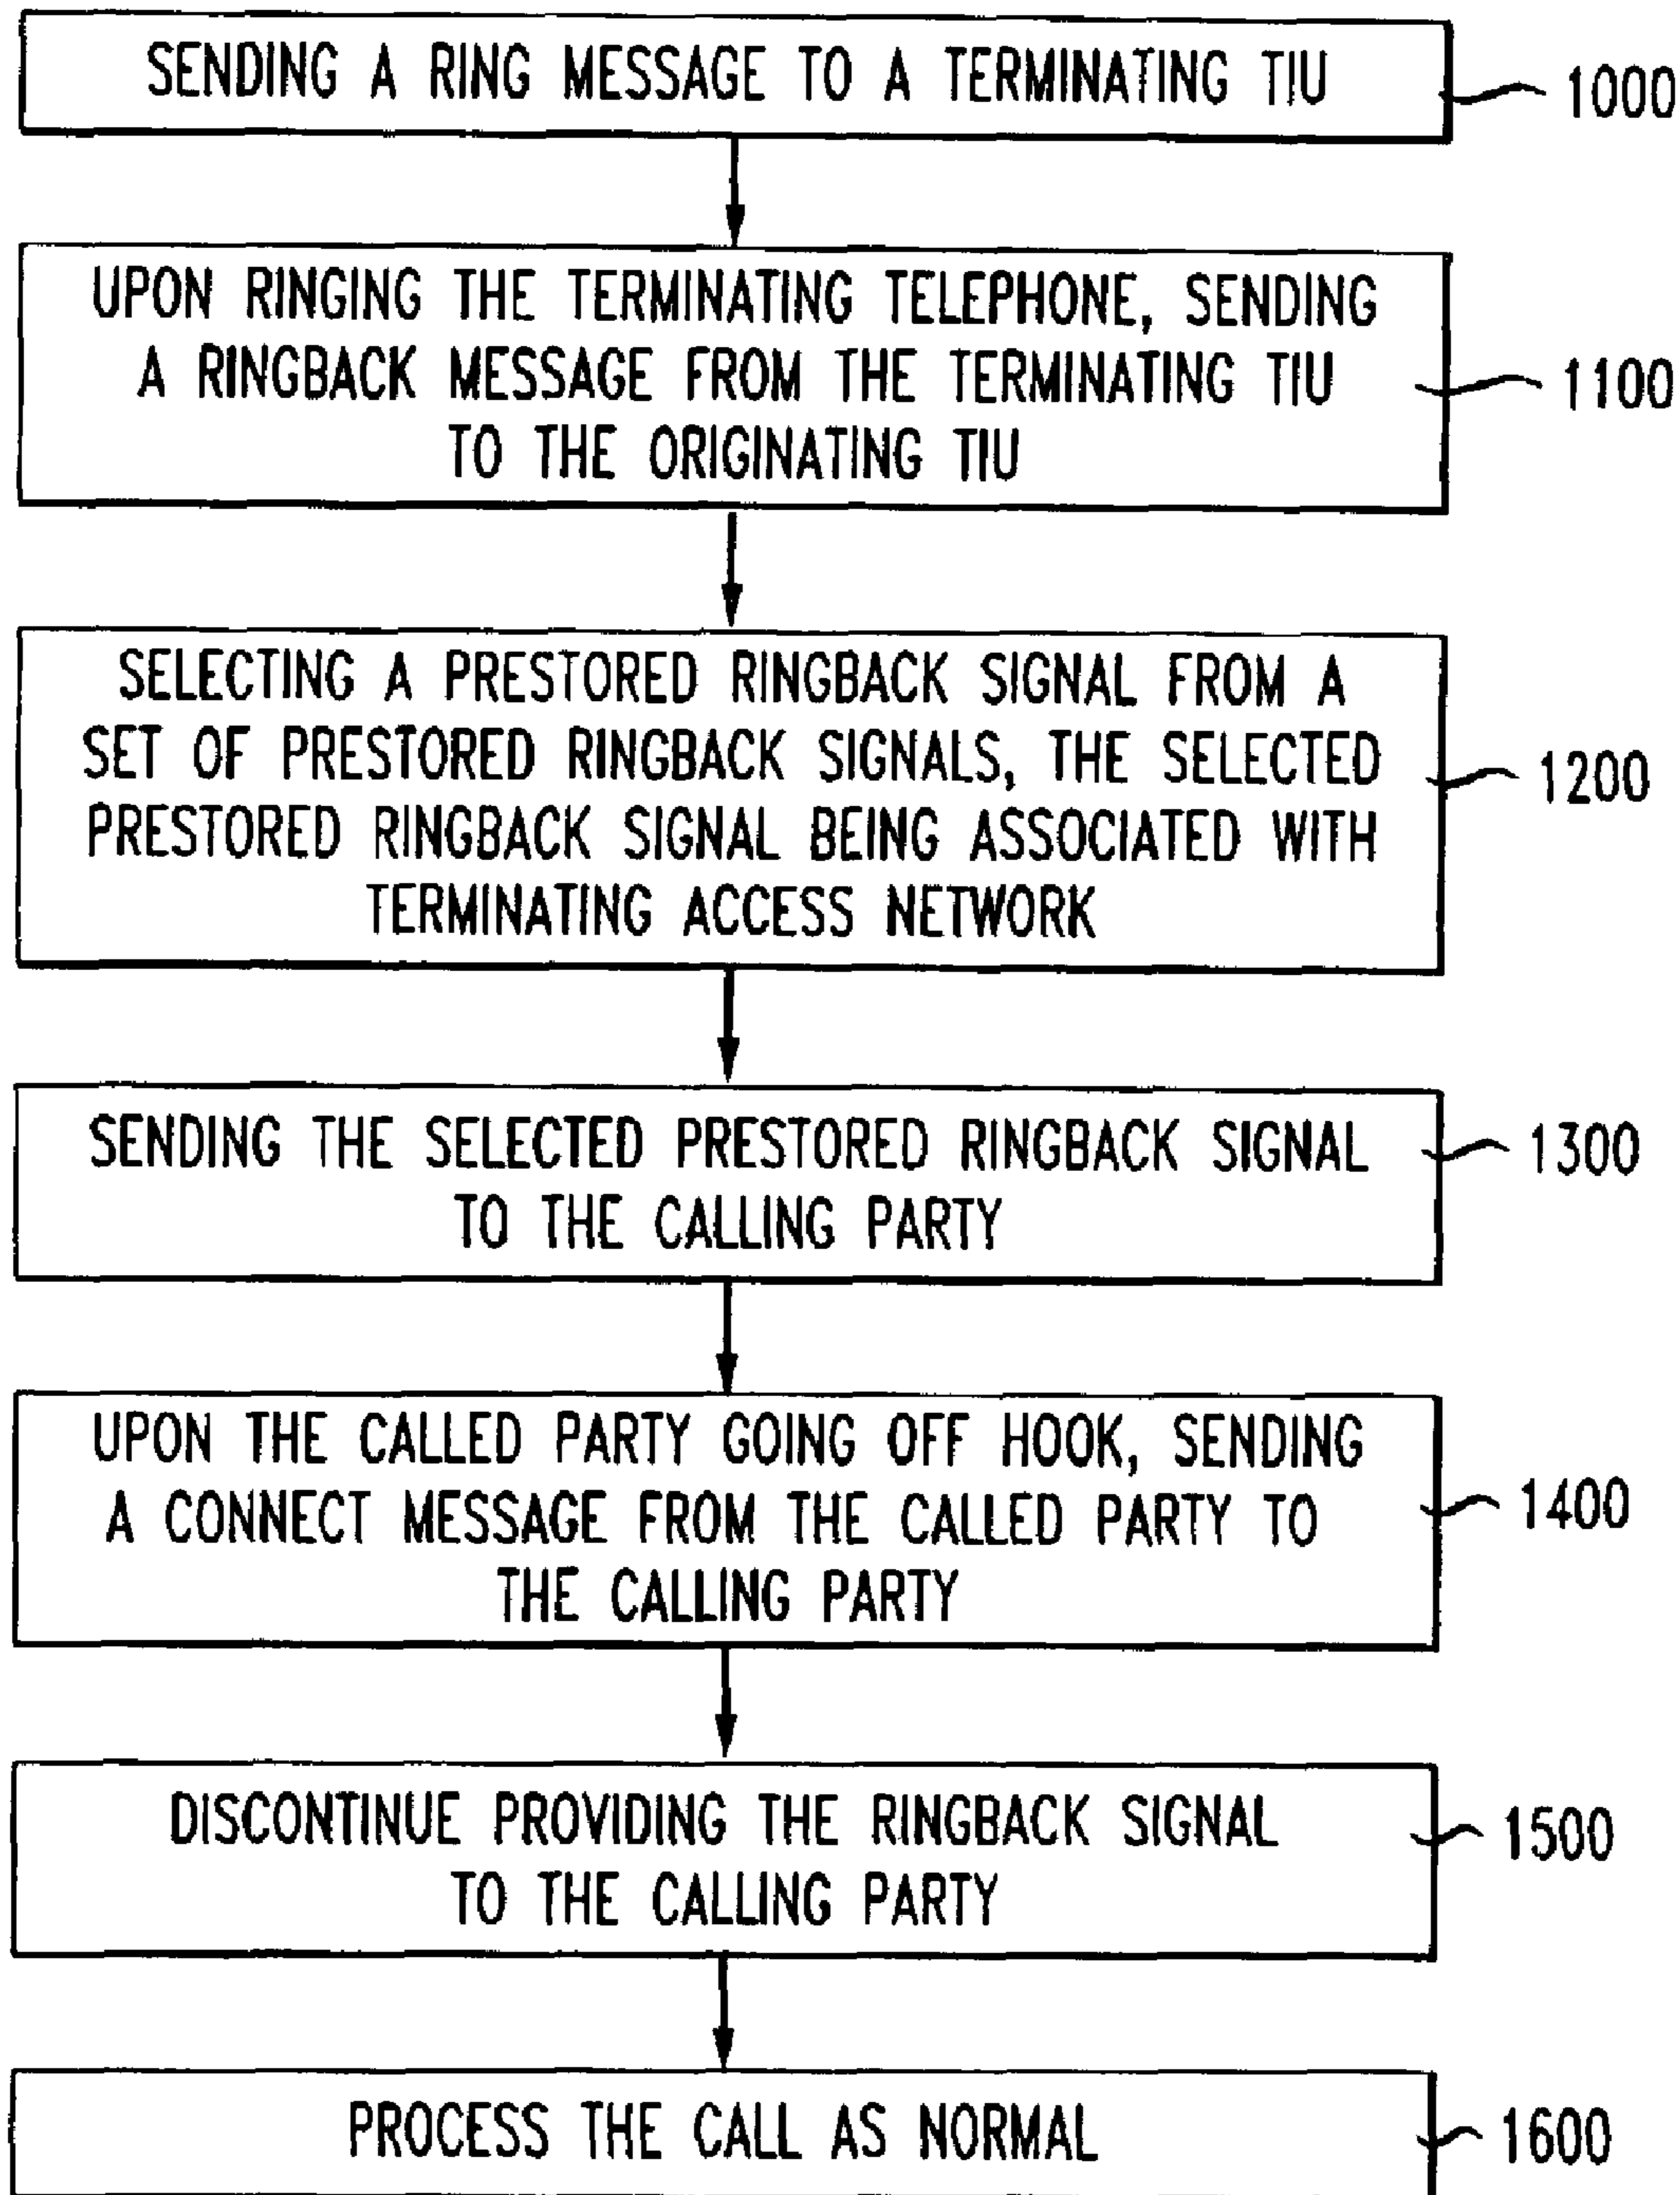 SENDING A RING MESSAGE TO A TERMINATING TIU
1000
UPON RINGING THE TERMINATING TELEPHONE, SENDING
A RINGBACK MESSAGE FROM THE TERMINATING TIU
TO THE ORIGINATING TIU
1100
SELECTING A PRESTORED RINGBACK SIGNAL FROM A
SET OF PRESTORED RINGBACK SIGNALS, THE SELECTED
PRESTORED RINGBACK SIGNAL BEING ASSOCIATED WITH
TERMINATING ACCESS NETWORK
1200
SENDING THE SELECTED PRESTORED RINGBACK SIGNAL
TO THE CALLING PARTY
1300
UPON THE CALLED PARTY GOING OFF HOOK, SENDING
A CONNECT MESSAGE FROM THE CALLED PARTY TO
THE CALLING PARTY
1400
DISCONTINUE PROVIDING THE RINGBACK SIGNAL
TO THE CALLING PARTY
1500
PROCESS THE CALL AS NORMAL
1600